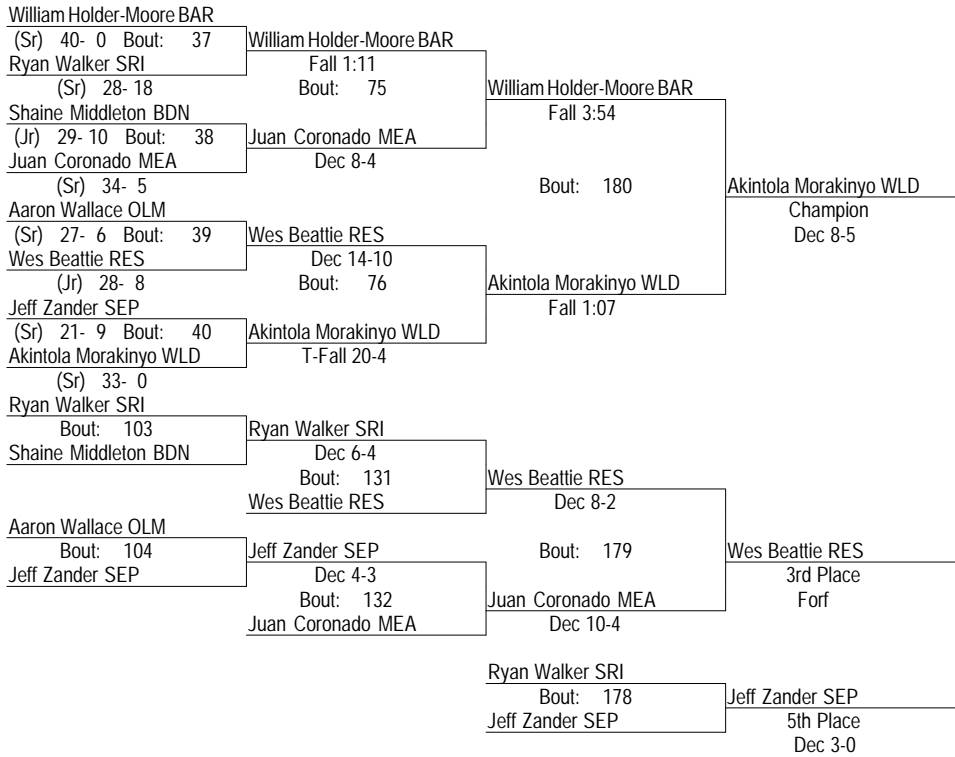 William Holder-Moore BAR
(Sr) 40- 0 Bout: 37
William Holder-Moore BAR
Ryan Walker SRI
Fall 1:11
(Sr) 28- 18
Bout: 75
William Holder-Moore BAR
Shaine Middleton BDN
Fall 3:54
(Jr) 29- 10 Bout: 38
Juan Coronado MEA
Juan Coronado MEA
Dec 8-4
(Sr) 34- 5
Bout: 180
Akintola Morakinyo WLD
Aaron Wallace OLM
Champion
(Sr) 27- 6 Bout: 39
Wes Beattie RES
Dec 8-5
Wes Beattie RES
Dec 14-10
(Jr) 28- 8
Bout: 76
Akintola Morakinyo WLD
Jeff Zander SEP
Fall 1:07
(Sr) 21- 9 Bout: 40
Akintola Morakinyo WLD
Akintola Morakinyo WLD
T-Fall 20-4
(Sr) 33- 0
Ryan Walker SRI
Bout: 103
Ryan Walker SRI
Shaine Middleton BDN
Dec 6-4
Bout: 131
Wes Beattie RES
Wes Beattie RES
Dec 8-2
Aaron Wallace OLM
Bout: 104
Jeff Zander SEP
Bout: 179
Wes Beattie RES
Jeff Zander SEP
Dec 4-3
3rd Place
Bout: 132
Juan Coronado MEA
Forf
Juan Coronado MEA
Dec 10-4
Ryan Walker SRI
Bout: 178
Jeff Zander SEP
Jeff Zander SEP
5th Place
Dec 3-0